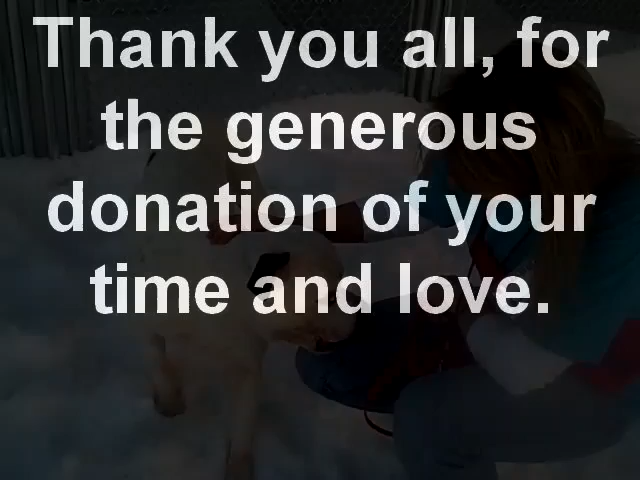 Thank you all, for
the generous
donation of your
time and love.